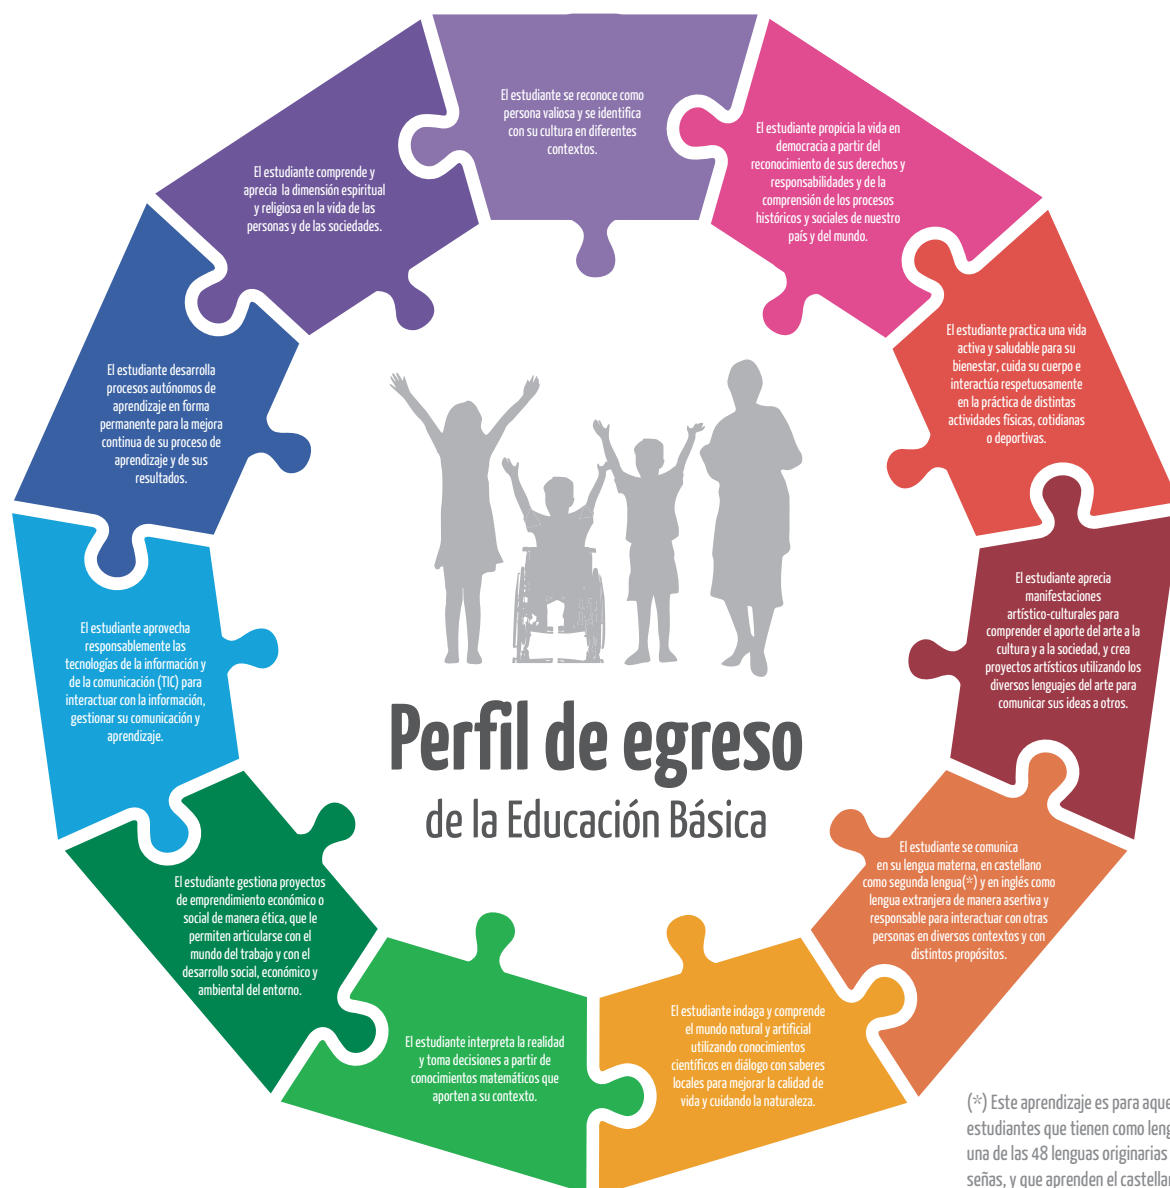 El estudiante se reconoce como
persona valiosa y se identifica
con su cultura en diferentes
contextos.
El estudiante propicia la vida en
democracia a partir del
reconocimiento de sus derechos y
responsabilidades y de la
comprensión de los procesos
históricos y sociales de nuestro
país y del mundo.
El estudiante practica una vida
activa y saludable para su
bienestar, cuida su cuerpo e
interactúa respetuosamente
en la práctica de distintas
actividades físicas, cotidianas
o deportivas.
El estudiante aprecia
manifestaciones
artístico-culturales para
comprender el aporte del arte a la
cultura y a la sociedad, y crea
proyectos artísticos utilizando los
diversos lenguajes del arte para
comunicar sus ideas a otros.
El estudiante se comunica
en su lengua materna, en castellano
como segunda lengua(*) y en inglés como
lengua extranjera de manera asertiva y
responsable para interactuar con otras
personas en diversos contextos y con
distintos propósitos.
El estudiante indaga y comprende
el mundo natural y artificial
utilizando conocimientos
científicos en diálogo con saberes
locales para mejorar la calidad de
vida y cuidando la naturaleza.
El estudiante interpreta la realidad
y toma decisiones a partir de
conocimientos matemáticos que
aporten a su contexto.
El estudiante gestiona proyectos
de emprendimiento económico o
social de manera ética, que le
permiten articularse con el
mundo del trabajo y con el
desarrollo social, económico y
ambiental del entorno.
El estudiante aprovecha
responsablemente las
tecnologías de la información y
de la comunicación (TIC) para
interactuar con la información,
gestionar su comunicación y
aprendizaje.
El estudiante desarrolla
procesos autónomos de
aprendizaje en forma
permanente para la mejora
continua de su proceso de
aprendizaje y de sus
resultados.
El estudiante comprende y
aprecia la dimensión espiritual
y religiosa en la vida de las
personas y de las sociedades.
Perfil de egreso
de la Educación Básica
(*) Este aprendizaje es para
estudiantes que tienen como
una de las 48 lenguas originarias
señas, y que aprenden el